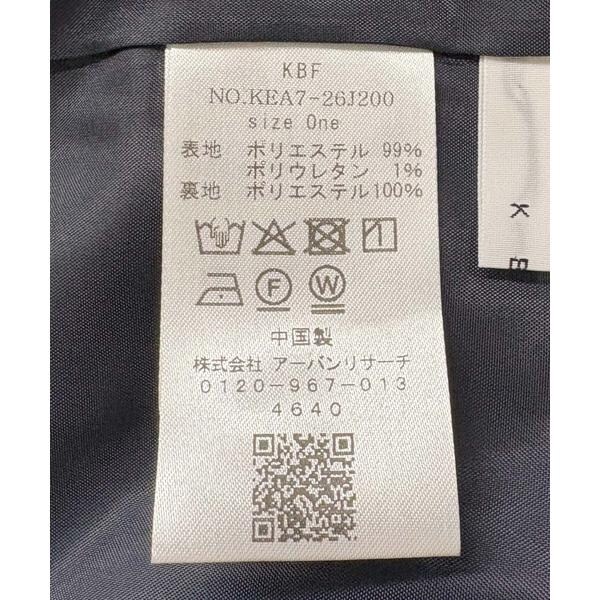 KBF
NO.KEA7-26J200
size One
表地 ポリエステル 99%
ポリウレタン 1%
裏地 ポリエステル100%
F W
中国製
株式会社 アーバンリサーチ
0120-967-013
4640
K B